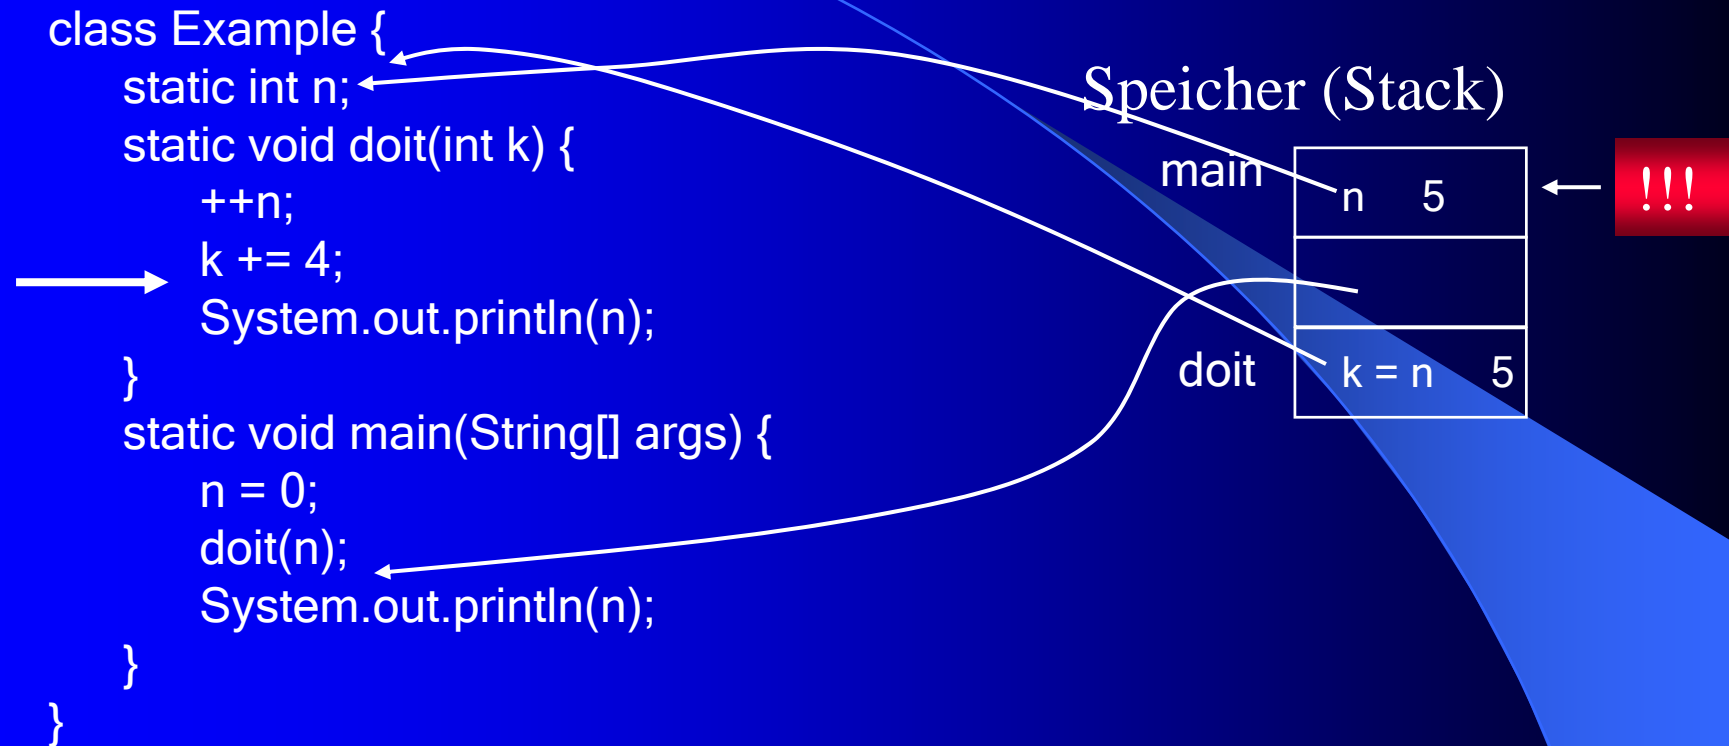 class Example {
static int n;
static void doit(int k) {
++n;
k += 4;
System.out.println(n);
}
static void main(String[] args) {
n = 0;
doit(n);
System.out.println(n);
}
}
Speicher (Stack)
main
n 5
!!!
doit
k = n 5